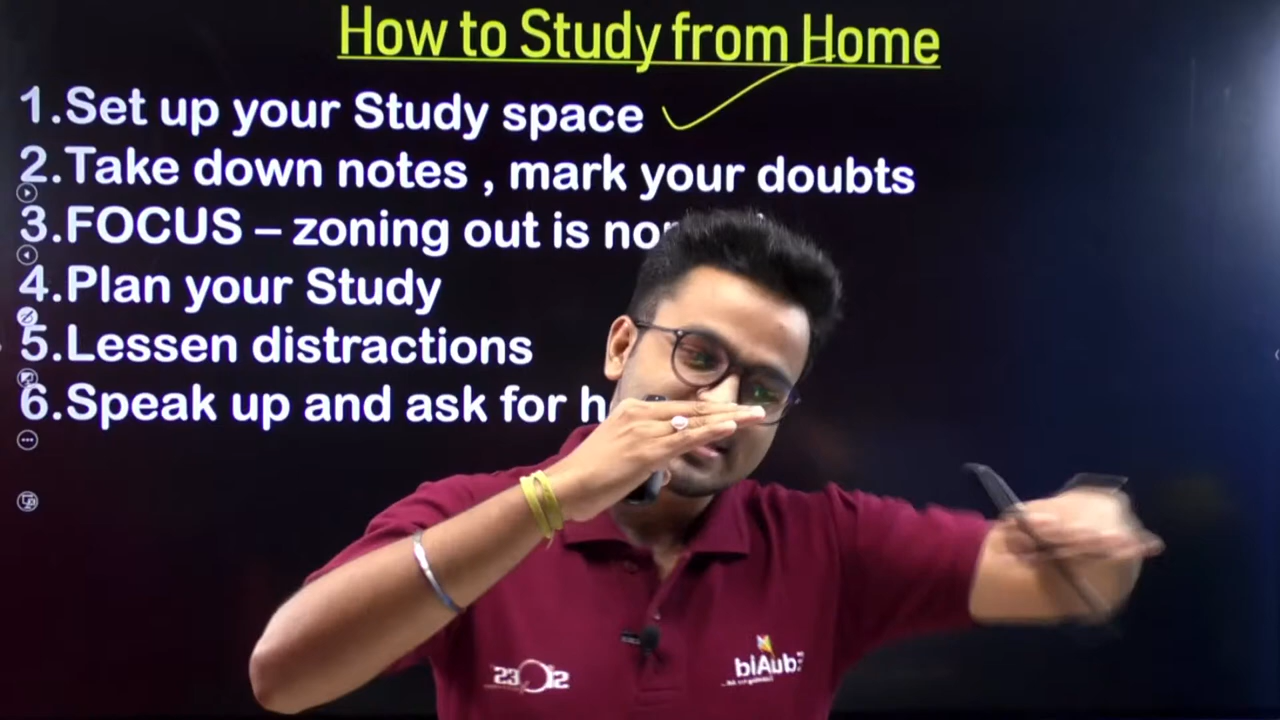 How to Study from Home
1.Set up your Study space
2.Take down notes , mark your doubts
3.FOCUS – zoning out is
4.Plan your Study
5.Lessen distractions
6.Speak up and ask for
EduAid